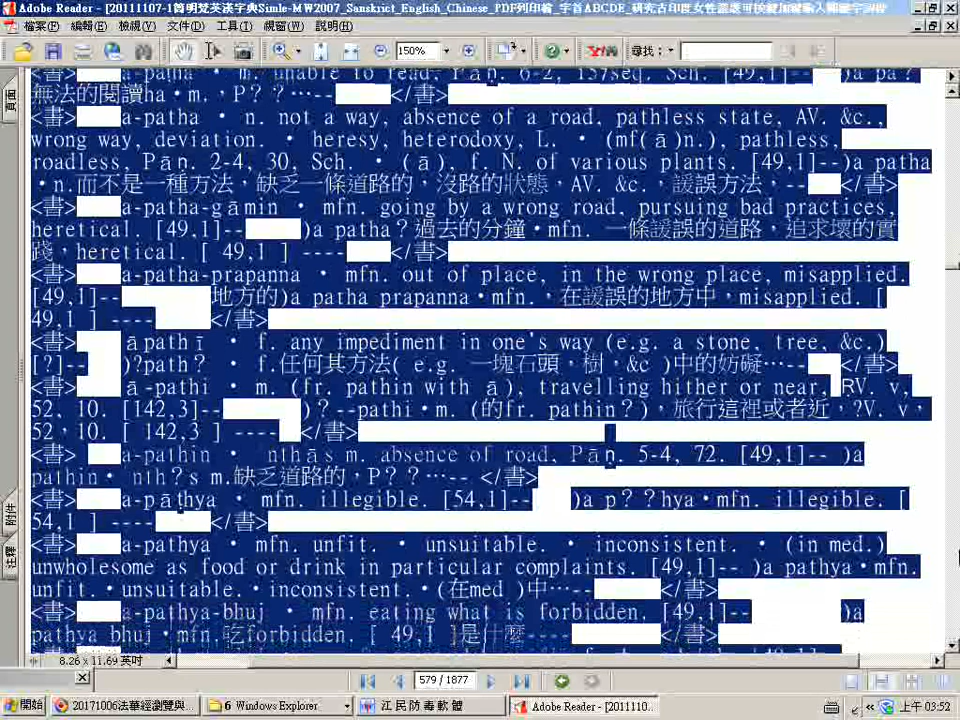 Adobe Reader - [20111107-1簡明梵英漢字典Simle-MW2007_Sanskrict_English_Chinese_PDF列印檔_字首ABCDE_研究古印度女性
檔案(F) 編輯(E) 檢視(V) 文件(D) 工具(T) 視窗(W) 說明(H)
150% 尋找：
頁面
附件
注釋
<書> a-patha • m. unable to read, Pāṇ. 6-2, 157seq. Sch. [49,1]-- )a pa?
無法的閱讀ha•m.，P？？…-- </書>
<書> a-patha • n. not a way, absence of a road, pathless state, AV. &c.,
wrong way, deviation. • heresy, heterodoxy, L. • (mf(ā)n.), pathless,
roadless, Pāṇ. 2-4, 30, Sch. • (ā), f. N. of various plants. [49,1]--)a patha
•n.而不是一種方法，缺乏一條道路的，沒路的狀態，AV. &c.，謬誤方法，-- </書>
<書> a-patha-gāmin • mfn. going by a wrong road, pursuing bad practices,
heretical. [49,1]-- )a patha？過去的分鐘•mfn. 一條謬誤的道路，追求壞的實
踐，heretical. [ 49,1 ] ---- </書>
<書> a-patha-prapanna • mfn. out of place, in the wrong place, misapplied.
[49,1]-- 地方的)a patha prapanna•mfn.，在謬誤的地方中，misapplied. [
49,1 ] ---- </書>
<書> āpathī • f. any impediment in one's way (e.g. a stone, tree, &c.)
[?]-- )?path？ • f.任何其方法( e.g. 一塊石頭，樹，&c )中的妨礙…-- </書>
<書> ā-pathi • m. (fr. pathin with ā), travelling hither or near, RV. v,
52, 10. [142,3]-- )？--pathi•m. (的fr. pathin？)，旅行這裡或者近，?V. v，
52，10. [ 142,3 ] ---- </書>
<書> a-pathin • nthās m. absence of road, Pāṇ. 5-4, 72. [49,1]-- )a
pathin• nth？s m.缺乏道路的，P？？…-- </書>
<書> a-pāṭhya • mfn. illegible. [54,1]-- )a p？？hya•mfn. illegible. [
54,1 ] ---- </書>
<書> a-pathya • mfn. unfit. • unsuitable. • inconsistent. • (in med.)
unwholesome as food or drink in particular complaints. [49,1]-- )a pathya•mfn.
unfit.•unsuitable.•inconsistent.•(在med )中…-- </書>
<書> a-pathya-bhuj • mfn. eating what is forbidden. [49,1]-- )a
pathya bhuj•mfn.吃forbidden. [ 49,1 ]是什麼---- </書>
8.26 x 11.69 英吋
579 / 1877
開始 20171006法華經瀏覽與... 6 Windows Explorer 江民防毒軟體 Adobe Reader - [2011110... 上午 03:52